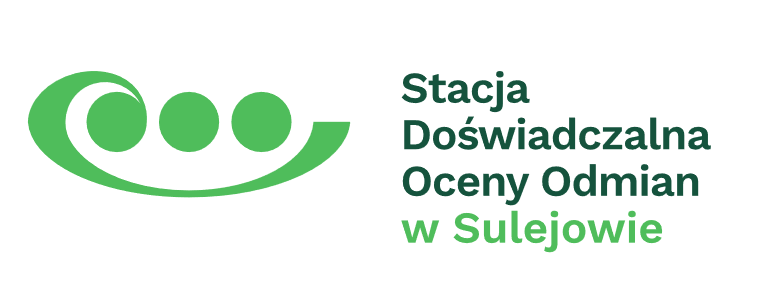 Stacja
Doświadczalna
Oceny Odmian
w Sulejowie